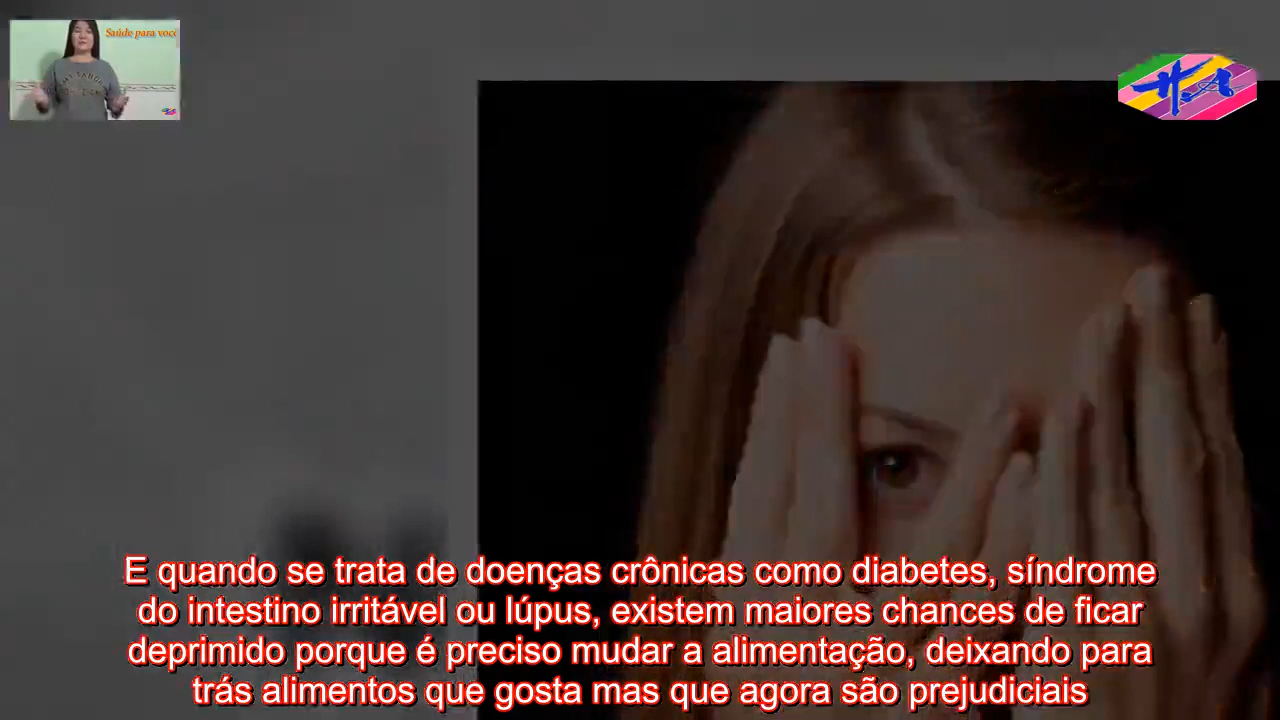 Saúde para você
H.A
E quando se trata de doenças crônicas como diabetes, síndrome
do intestino irritável ou lúpus, existem maiores chances de ficar
deprimido porque é preciso mudar a alimentação, deixando para
trás alimentos que gosta mas que agora são prejudiciais